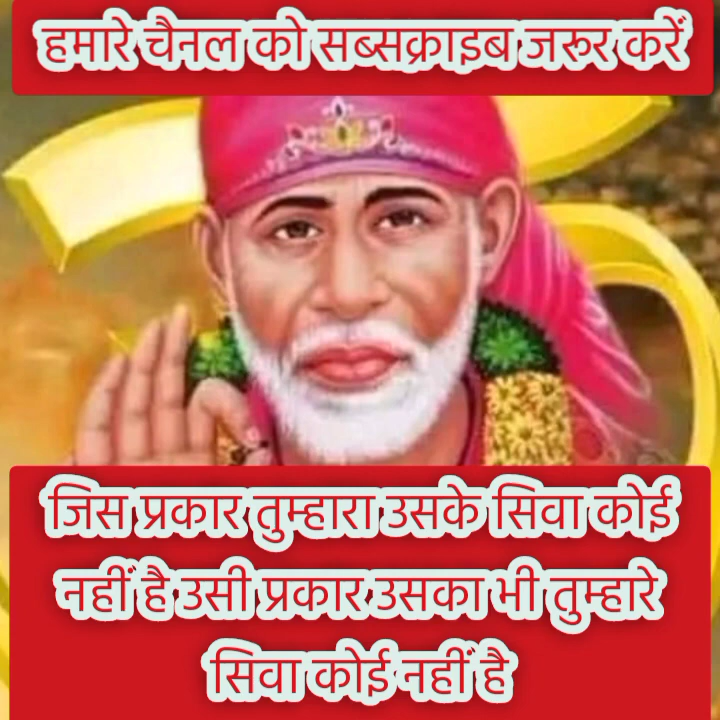 हमारे चैनल को सब्सक्राइब जरूर करें
जिस प्रकार तुम्हारा उसके सिवा कोई
नहीं है उसी प्रकार उसका भी तुम्हारे
सिवा कोई नहीं है